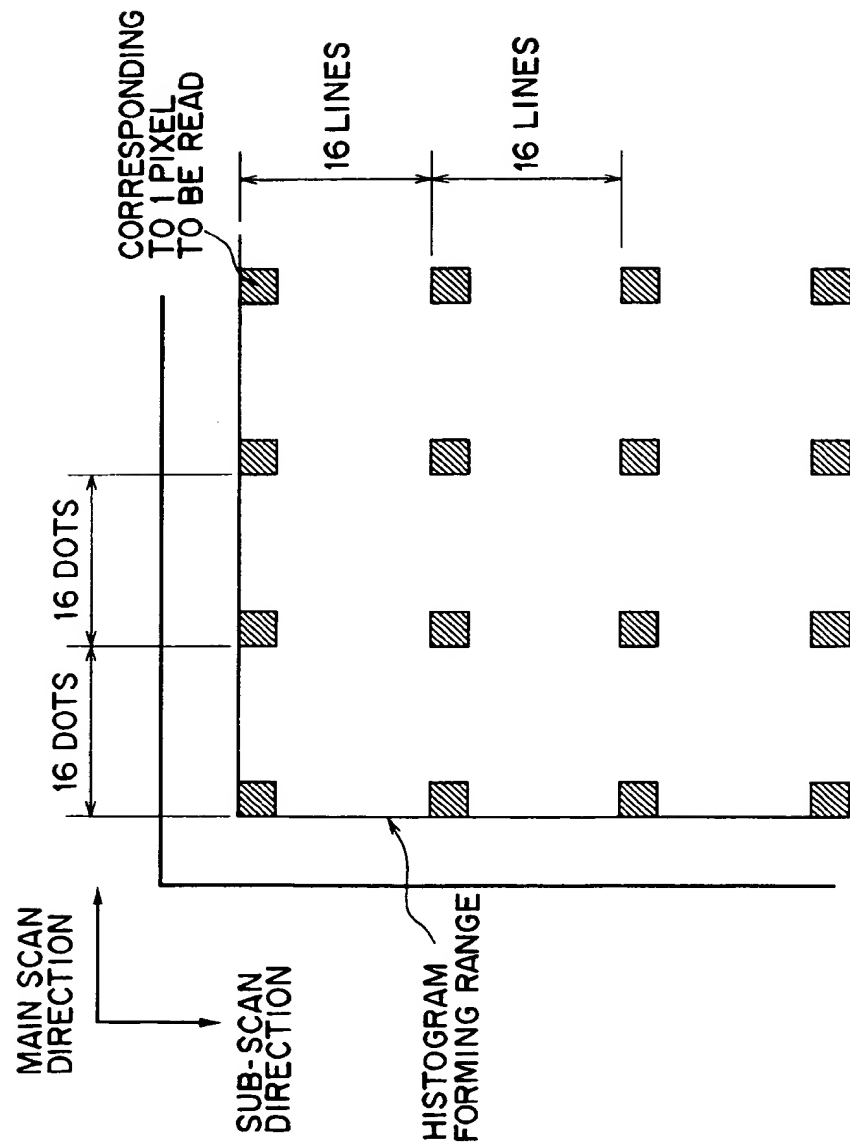 MAIN SCAN
DIRECTION
SUB-SCAN
DIRECTION
16 DOTS
16 DOTS
CORRESPONDING
TO 1 PIXEL
TO BE READ
16 LINES
16 LINES
HISTOGRAM
FORMING RANGE